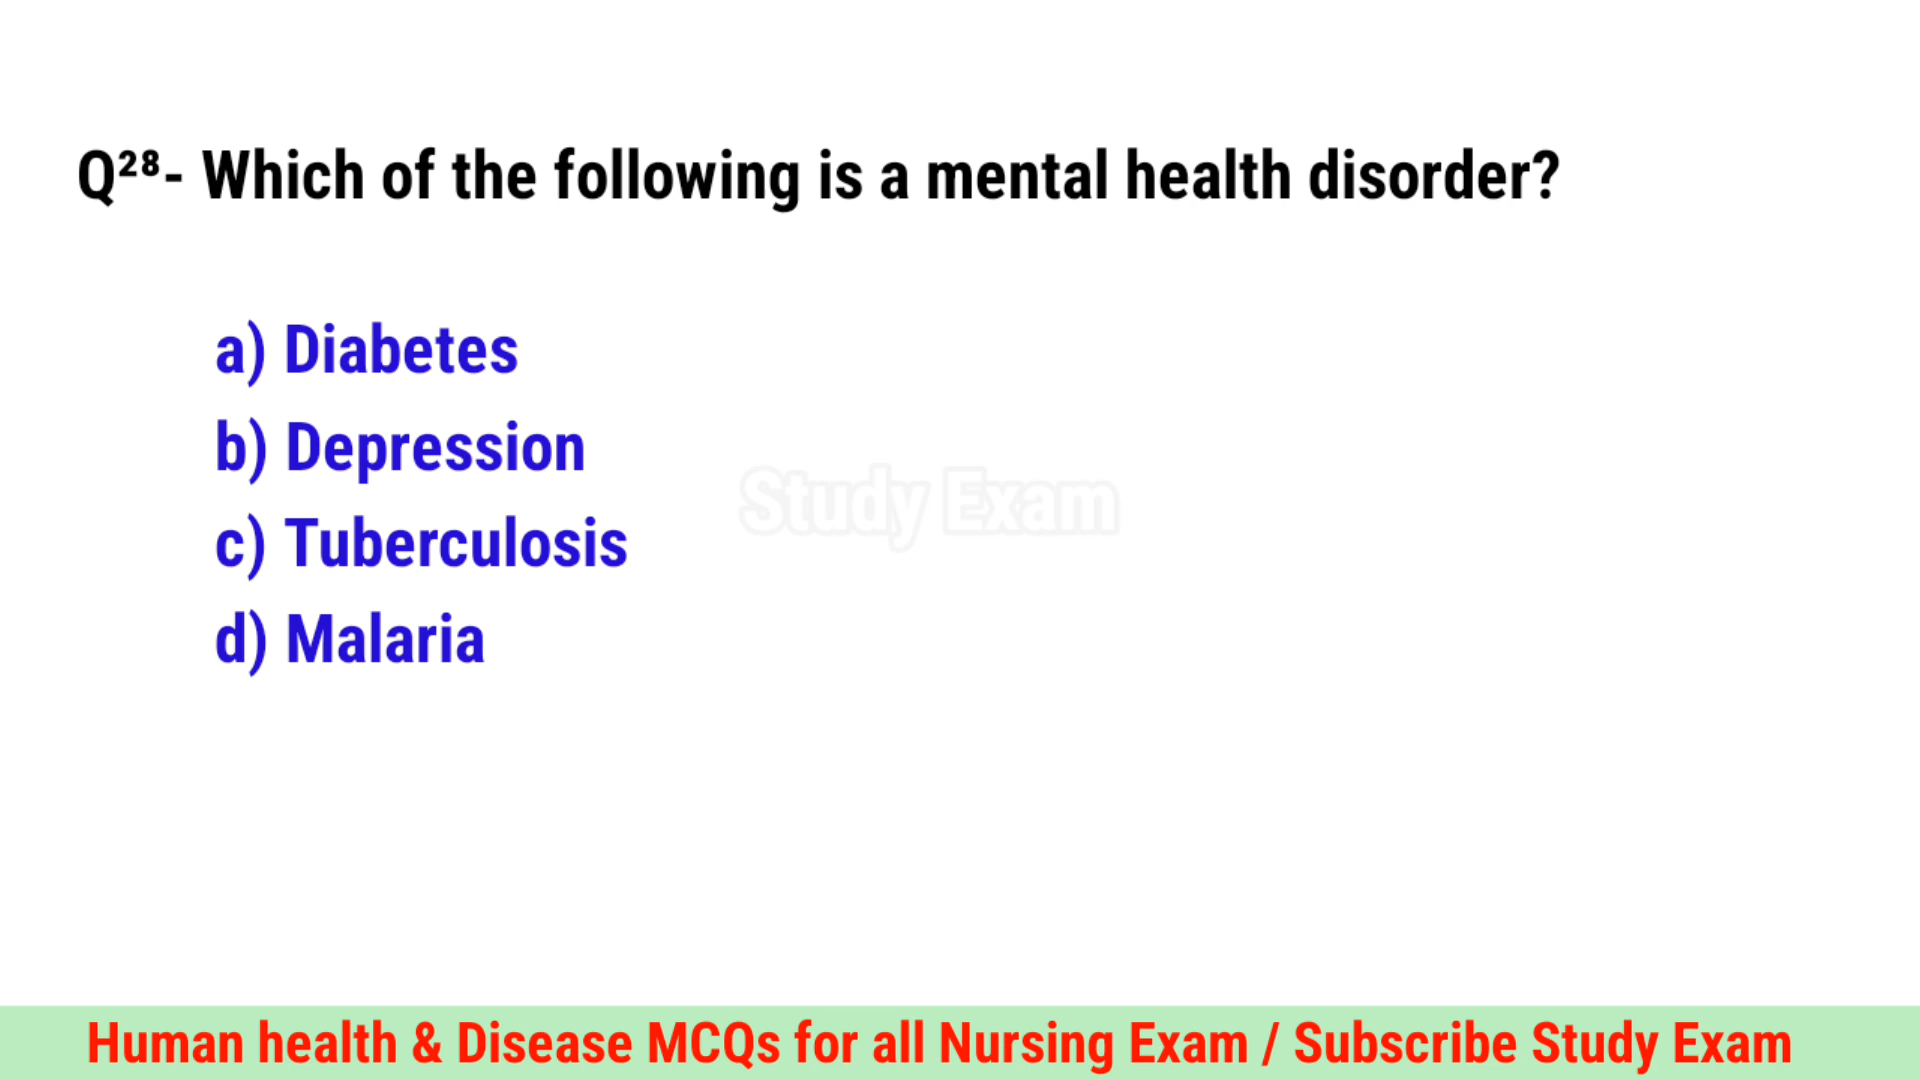 Q²⁸- Which of the following is a mental health disorder?
a) Diabetes
b) Depression
Study Exam
c) Tuberculosis
d) Malaria
Human health & Disease MCQs for all Nursing Exam / Subscribe Study Exam